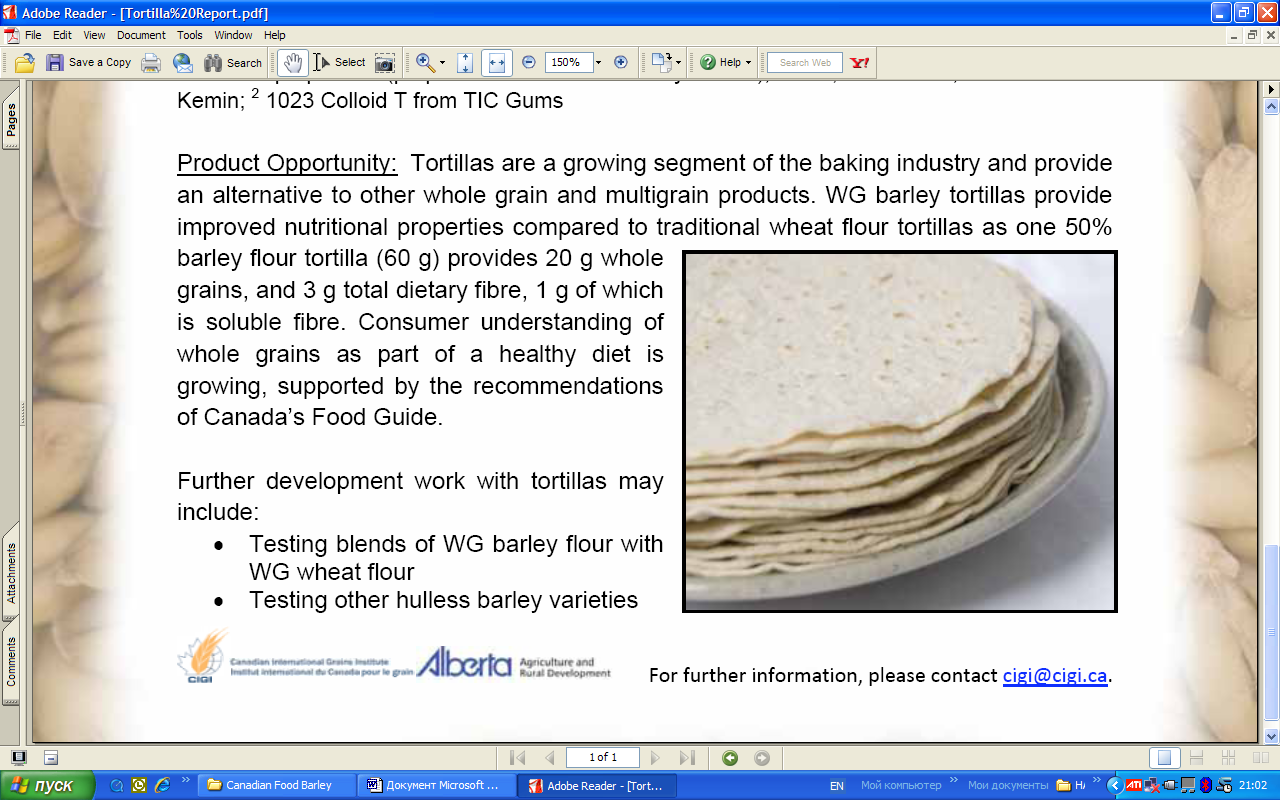 Adobe Reader - [Tortilla%20Report.pdf]
File Edit View Document Tools Window Help
Save a Copy Search Select 150% Help Search Web Y!
Kemin; 2 1023 Colloid T from TIC Gums
Product Opportunity: Tortillas are a growing segment of the baking industry and provide
an alternative to other whole grain and multigrain products. WG barley tortillas provide
improved nutritional properties compared to traditional wheat flour tortillas as one 50%
barley flour tortilla (60 g) provides 20 g whole
grains, and 3 g total dietary fibre, 1 g of which
is soluble fibre. Consumer understanding of
whole grains as part of a healthy diet is
growing, supported by the recommendations
of Canada's Food Guide.
Further development work with tortillas may
include:
• Testing blends of WG barley flour with
WG wheat flour
• Testing other hulless barley varieties
CIGI
Canadian International Grains Institute
Institut international du Canada pour le grain
Alberta
Agriculture and
Rural Development
For further information, please contact cigi@cigi.ca.
Pages
Attachments
Comments
1 of 1
пуск Canadian Food Barley Документ Microsoft ... Adobe Reader - [Tort... EN Мой компьютер » Мои документы » ATI 21:02